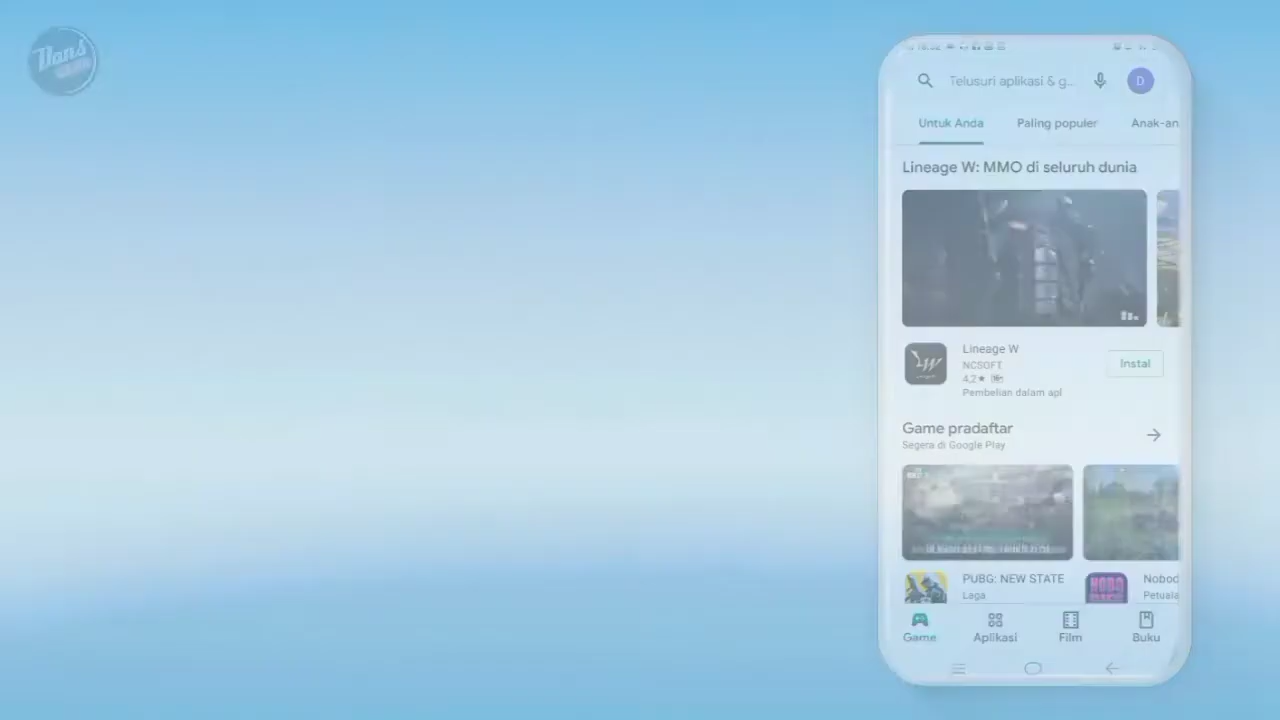 Dans
Telusuri aplikasi & g...
D
Untuk Anda
Paling populer
Anak-an
Lineage W: MMO di seluruh dunia
Lineage W
NCSOFT
4,2★
Pembelian dalam apl
Instal
Game pradaftar
Segera di Google Play
PUBG: NEW STATE
Laga
Nobod
Petuala
Game
Aplikasi
Film
Buku